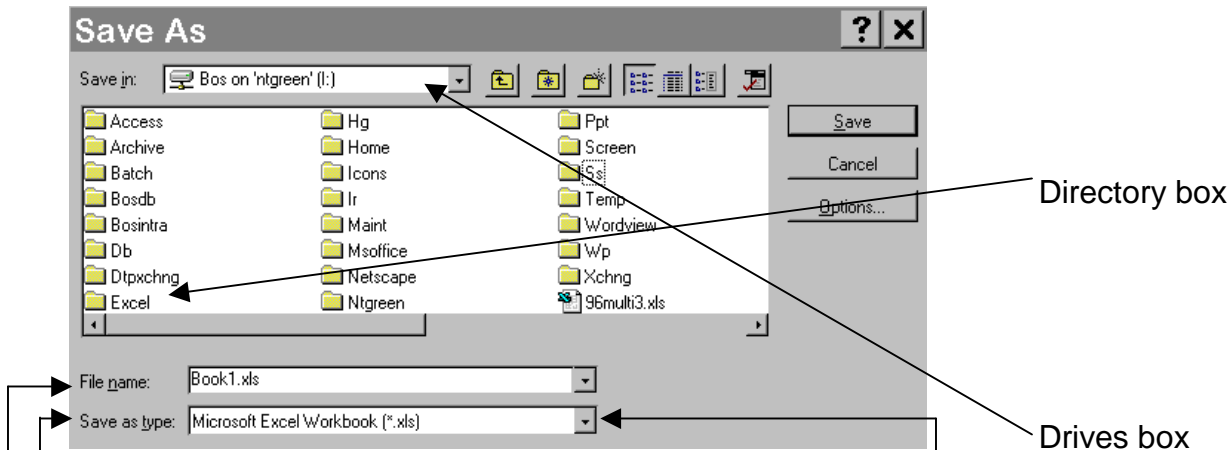 Save As
Save in: Bos on 'ntgreen' (I:)
Access Hg Ppt Save
Archive Home Screen
Batch Icons Ss Cancel
Bosdb Ir Temp Directory box
Bosintra Maint Wordview Options...
Db Msoffice Wp
Dtpxchng Netscape Xchng
Excel Ntgreen 96multi3.xls
File name: Book1.xls
Save as type: Microsoft Excel Workbook (*.xls)
Drives box